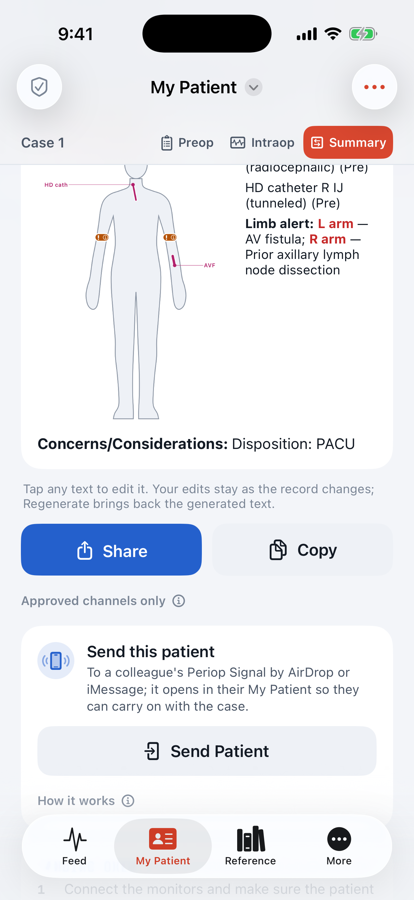 9:41
My Patient
Case 1
Preop
Intraop
Summary
(radiocephalic) (Pre)
HD catheter R IJ
(tunneled) (Pre)
Limb alert: L arm —
AV fistula; R arm —
Prior axillary lymph
node dissection
HD cath
AVF
Concerns/Considerations: Disposition: PACU
Tap any text to edit it. Your edits stay as the record changes;
Regenerate brings back the generated text.
Share
Copy
Approved channels only
Send this patient
To a colleague's Periop Signal by AirDrop or
iMessage; it opens in their My Patient so they
can carry on with the case.
Send Patient
How it works
Feed
My Patient
Reference
More
1 Connect the monitors and make sure the patient